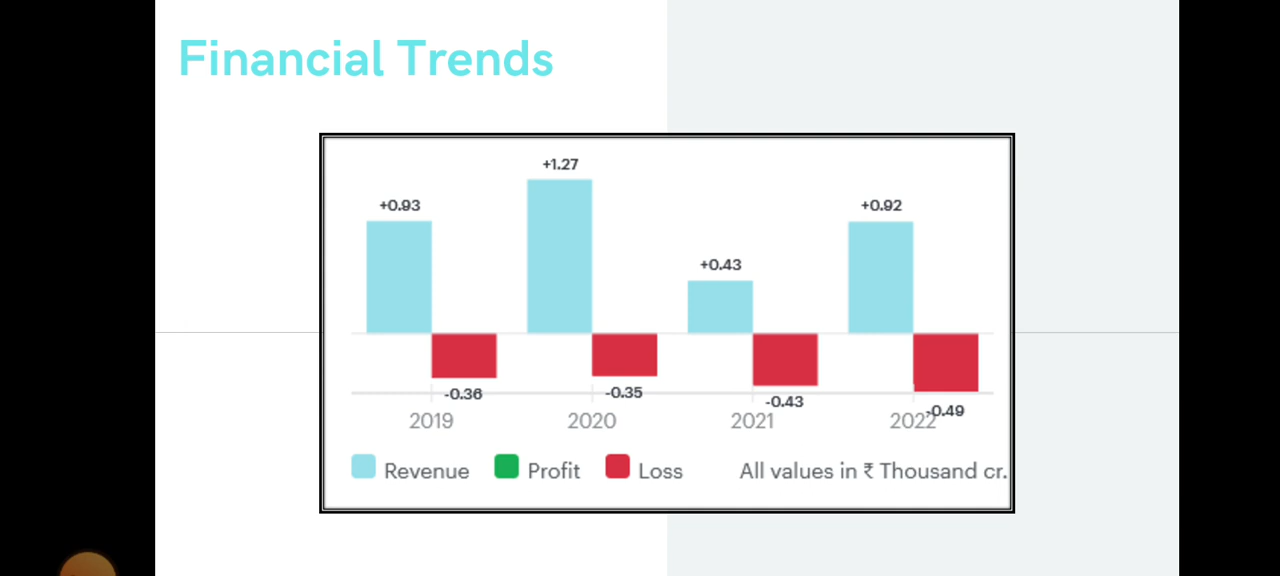 Financial Trends
+1.27
+0.93
+0.92
+0.43
-0.36
-0.35
-0.43
-0.49
2019 2020 2021 2022
Revenue Profit Loss All values in ₹ Thousand cr.